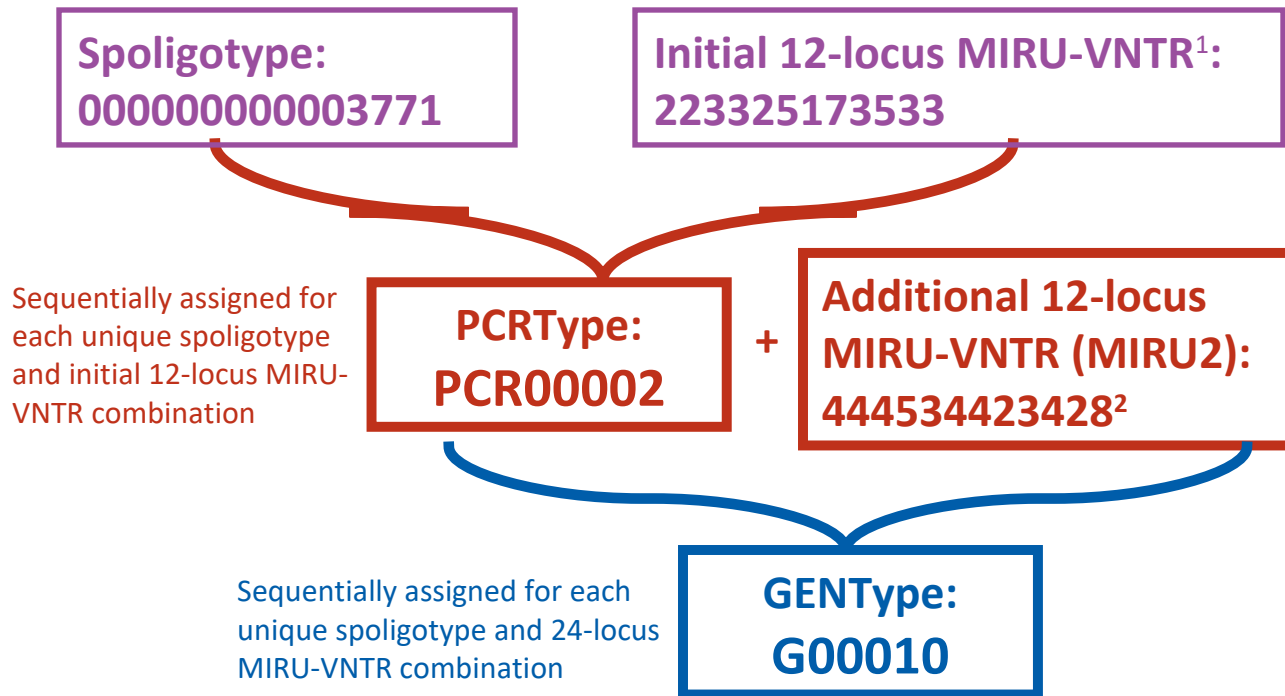 Spoligotype:
000000000003771
Initial 12-locus MIRU-VNTR¹:
223325173533
Sequentially assigned for
each unique spoligotype
and initial 12-locus MIRU-
VNTR combination
PCRType:
PCR00002
+
Additional 12-locus
MIRU-VNTR (MIRU2):
444534423428²
Sequentially assigned for each
unique spoligotype and 24-locus
MIRU-VNTR combination
GENType:
G00010